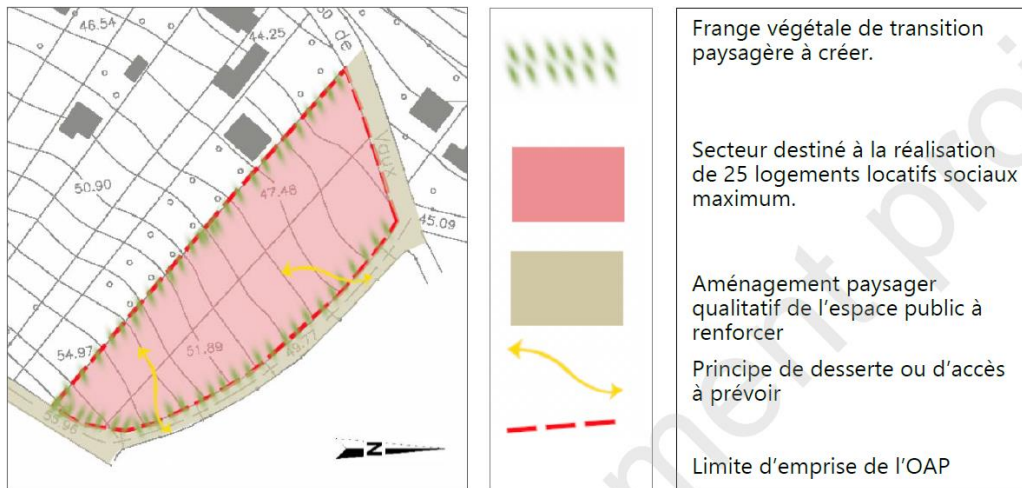 46.54
44.25
50
de
Vaux
50.90
47.48
45.09
54.97
51.89
49.77
53.96
N
Frange végétale de transition
paysagère à créer.
Secteur destiné à la réalisation
de 25 logements locatifs sociaux
maximum.
Aménagement paysager
qualitatif de l'espace public à
renforcer
Principe de desserte ou d'accès
à prévoir
Limite d'emprise de l'OAP